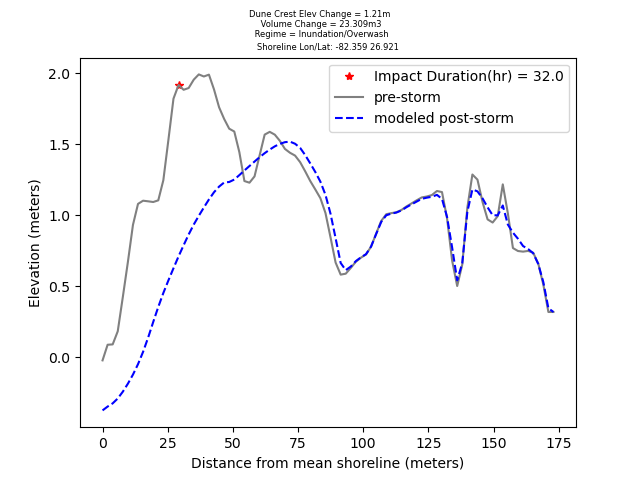 Dune Crest Elev Change = 1.21m
Volume Change = 23.309m3
Regime = Inundation/Overwash
Shoreline Lon/Lat: -82.359 26.921
Impact Duration(hr) = 32.0
pre-storm
modeled post-storm
2.0
1.5
1.0
0.5
0.0
Elevation (meters)
0 25 50 75 100 125 150 175
Distance from mean shoreline (meters)